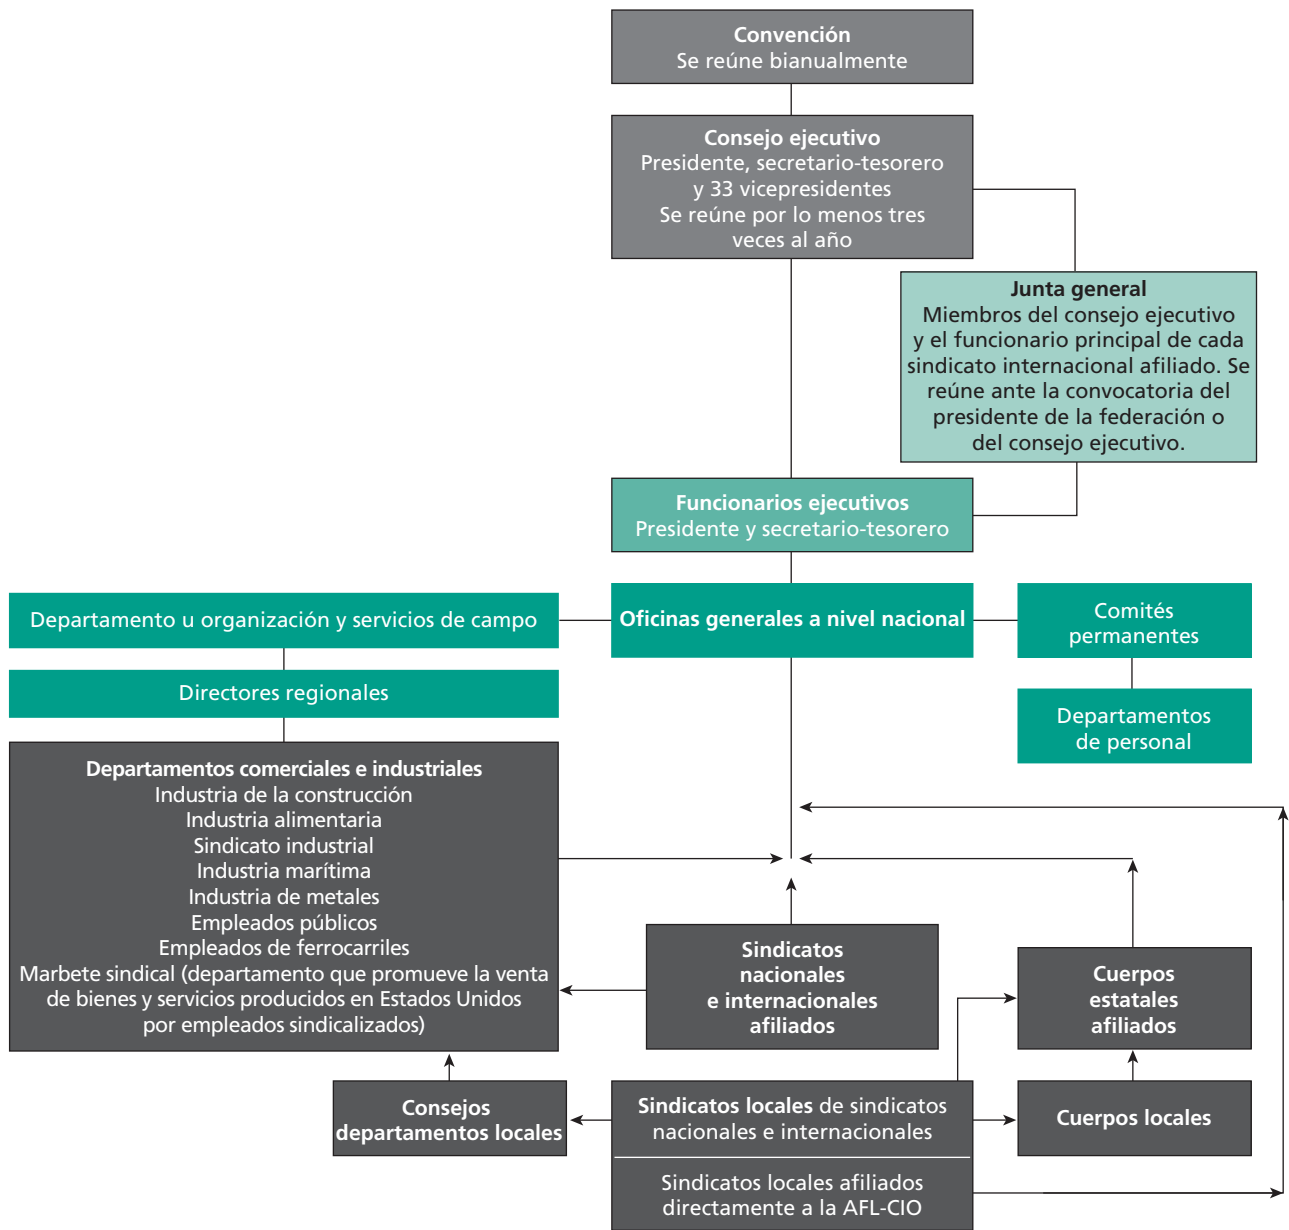 Convención
Se reúne bianualmente
Consejo ejecutivo
Presidente, secretario-tesorero
y 33 vicepresidentes
Se reúne por lo menos tres
veces al año
Junta general
Miembros del consejo ejecutivo
y el funcionario principal de cada
sindicato internacional afiliado. Se
reúne ante la convocatoria del
presidente de la federación o
del consejo ejecutivo.
Funcionarios ejecutivos
Presidente y secretario-tesorero
Departamento u organización y servicios de campo
Oficinas generales a nivel nacional
Comités
permanentes
Directores regionales
Departamentos
de personal
Departamentos comerciales e industriales
Industria de la construcción
Industria alimentaria
Sindicato industrial
Industria marítima
Industria de metales
Empleados públicos
Empleados de ferrocarriles
Marbete sindical (departamento que promueve la venta
de bienes y servicios producidos en Estados Unidos
por empleados sindicalizados)
Sindicatos
nacionales
e internacionales
afiliados
Cuerpos
estatales
afiliados
Consejos
departamentos locales
Sindicatos locales de sindicatos
nacionales e internacionales
Cuerpos locales
Sindicatos locales afiliados
directamente a la AFL-CIO